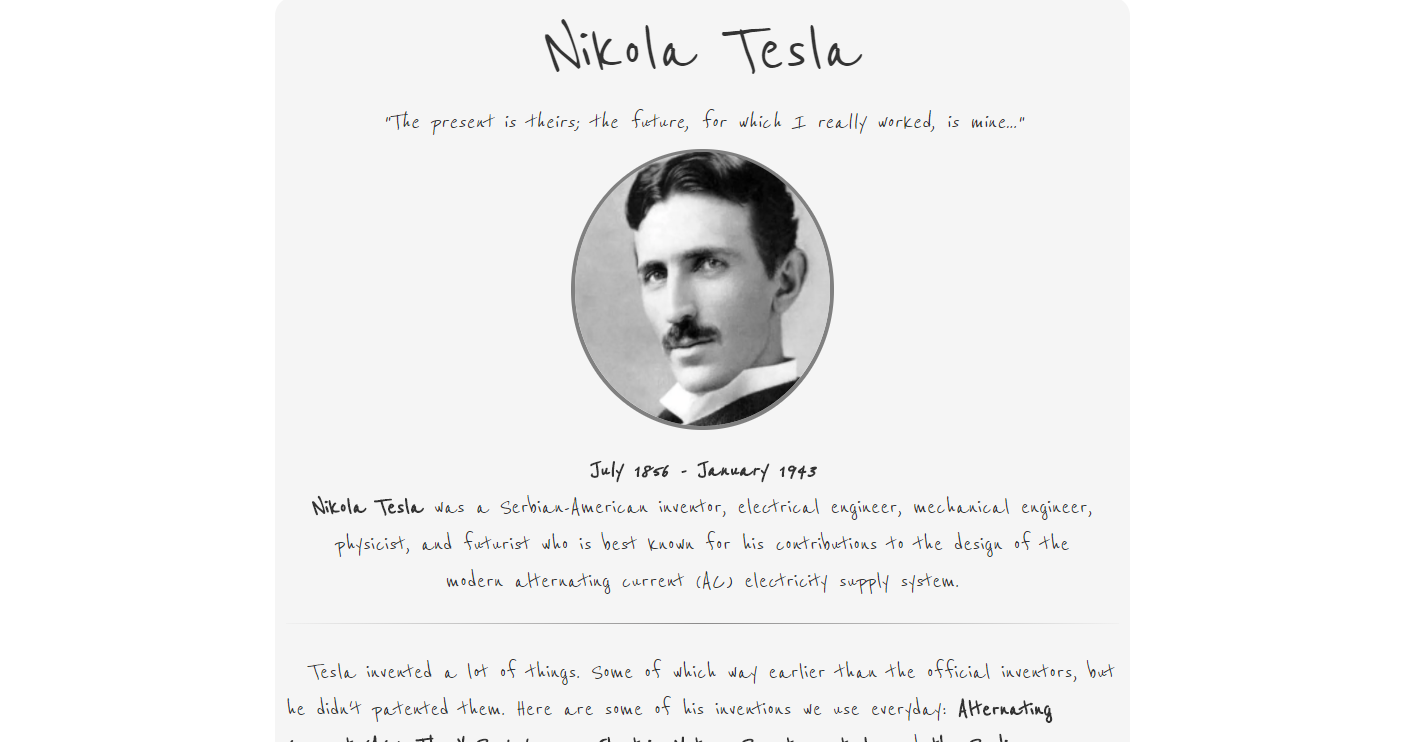 Nikola Tesla
"The present is theirs; the future, for which I really worked, is mine..."
July 1856 - January 1943
Nikola Tesla was a Serbian-American inventor, electrical engineer, mechanical engineer,
physicist, and futurist who is best known for his contributions to the design of the
modern alternating current (AC) electricity supply system.
Tesla invented a lot of things. Some of which way earlier than the official inventors, but
he didn't patented them. Here are some of his inventions we use everyday: Alternating